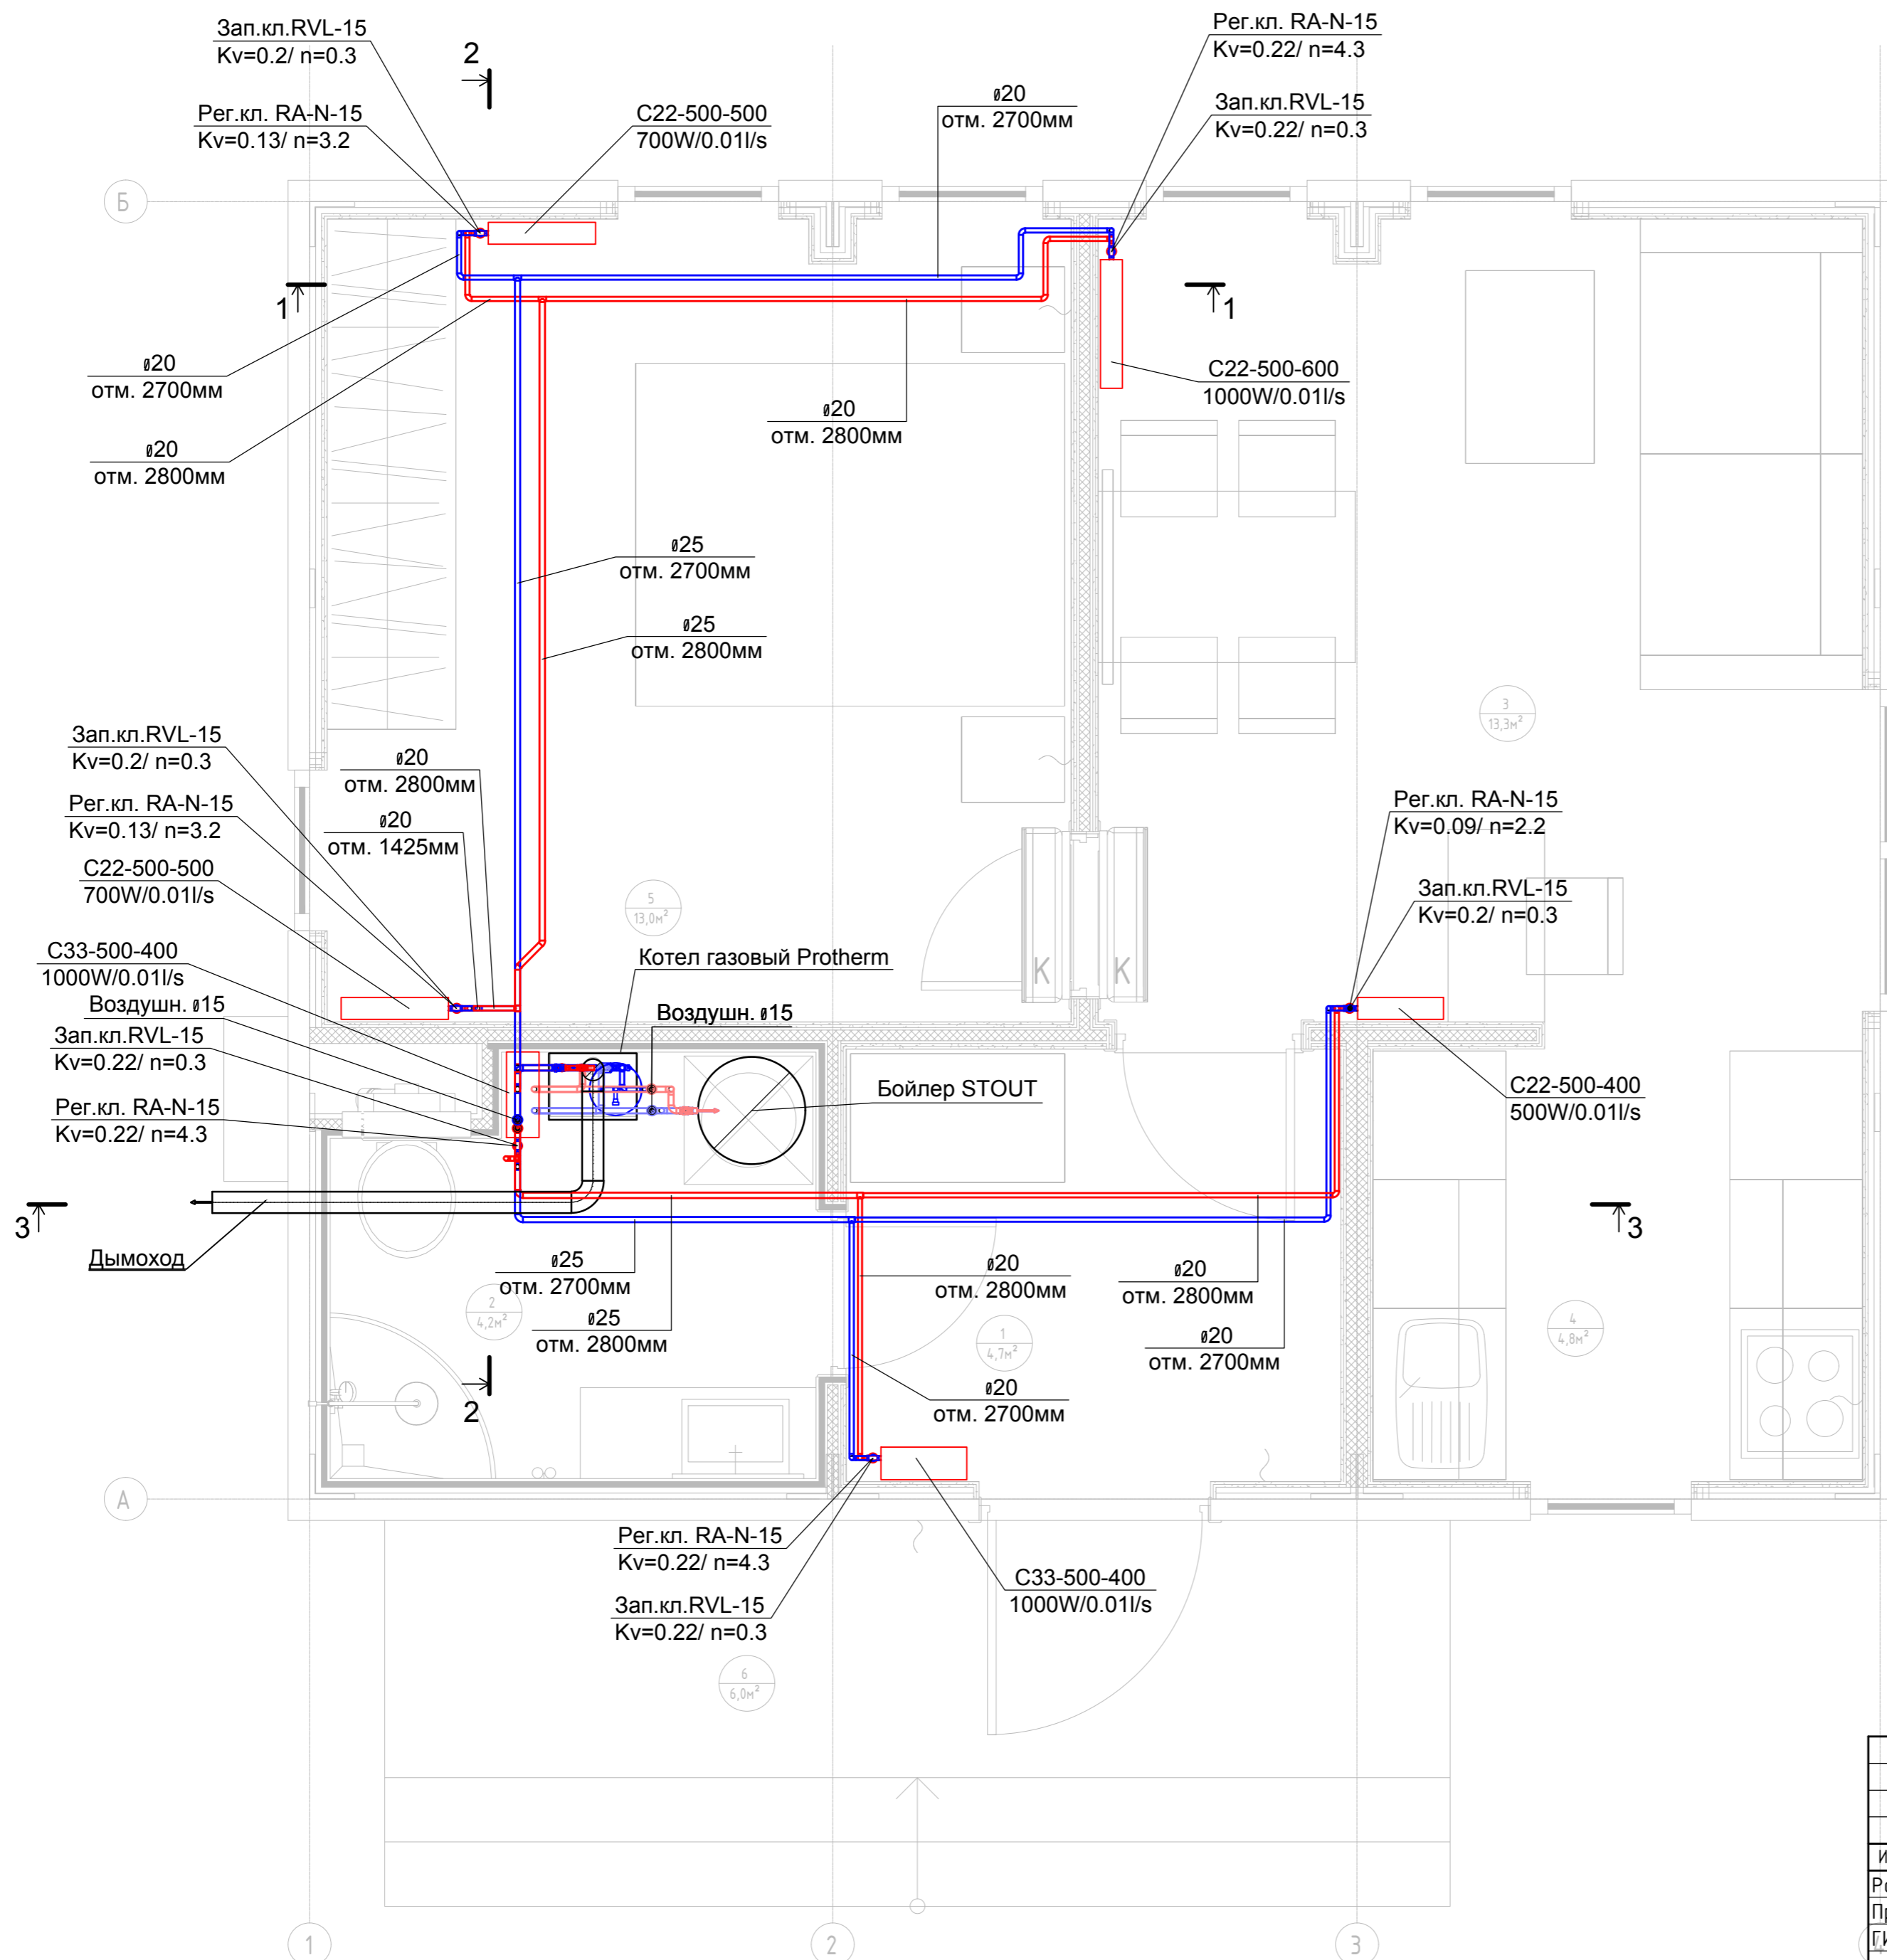 Зап.кл.RVL-15
Kv=0.2/ n=0.3
2
Рег.кл. RA-N-15
Kv=0.22/ n=4.3
Рег.кл. RA-N-15
Kv=0.13/ n=3.2
C22-500-500
700W/0.01l/s
ø20
отм. 2700мм
Зап.кл.RVL-15
Kv=0.22/ n=0.3
Б
1
1
ø20
отм. 2700мм
C22-500-600
1000W/0.01l/s
ø20
отм. 2800мм
ø20
отм. 2800мм
ø25
отм. 2700мм
ø25
отм. 2800мм
3
13,3м²
Зап.кл.RVL-15
Kv=0.2/ n=0.3
ø20
отм. 2800мм
Рег.кл. RA-N-15
Kv=0.13/ n=3.2
ø20
отм. 1425мм
Рег.кл. RA-N-15
Kv=0.09/ n=2.2
C22-500-500
700W/0.01l/s
5
13,0м²
Зап.кл.RVL-15
Kv=0.2/ n=0.3
C33-500-400
1000W/0.01l/s
Котел газовый Protherm
K
K
Воздушн. ø15
Воздушн. ø15
Зап.кл.RVL-15
Kv=0.22/ n=0.3
Бойлер STOUT
C22-500-400
500W/0.01l/s
Рег.кл. RA-N-15
Kv=0.22/ n=4.3
3
3
Дымоход
ø25
отм. 2700мм
ø20
отм. 2800мм
ø20
отм. 2800мм
2
4,2м²
ø25
отм. 2800мм
1
4,7м²
ø20
отм. 2700мм
4
4,8м²
2
ø20
отм. 2700мм
А
Рег.кл. RA-N-15
Kv=0.22/ n=4.3
C33-500-400
1000W/0.01l/s
Зап.кл.RVL-15
Kv=0.22/ n=0.3
6
6,0м²
1
2
3